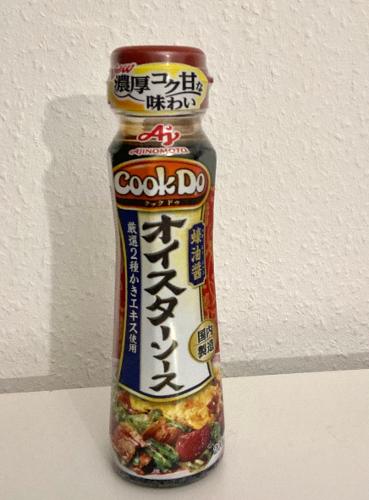 New
濃厚コク甘な
味わい
AJINOMOTO
CookDo
クック ドゥ
蠔油醤
オイスターソース
厳選2種かきエキス使用
国内
製造